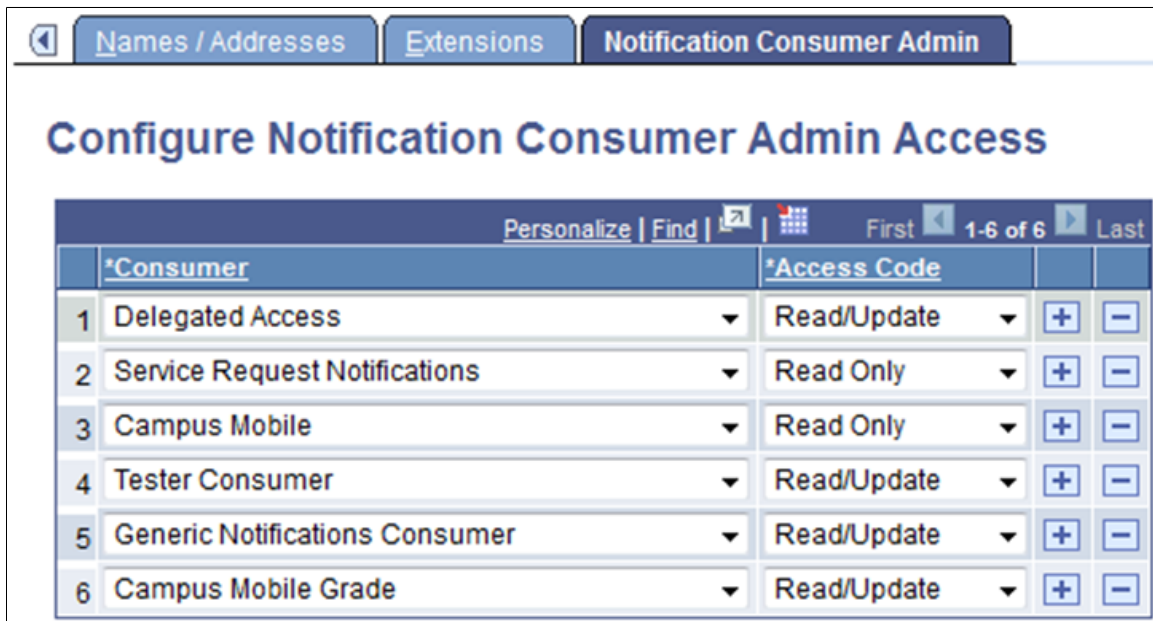 Names / Addresses Extensions Notification Consumer Admin
Configure Notification Consumer Admin Access
Personalize | Find | | First 1-6 of 6 Last
*Consumer *Access Code
1 Delegated Access Read/Update
2 Service Request Notifications Read Only
3 Campus Mobile Read Only
4 Tester Consumer Read/Update
5 Generic Notifications Consumer Read/Update
6 Campus Mobile Grade Read/Update